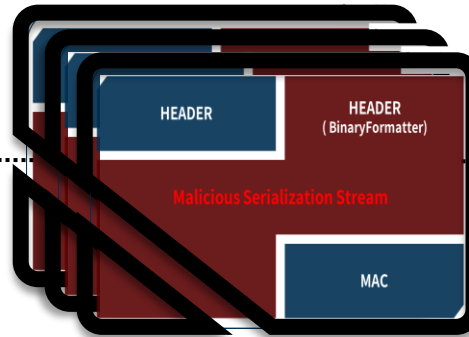 HEADER
HEADER
( BinaryFormatter)
Malicious Serialization Stream
MAC